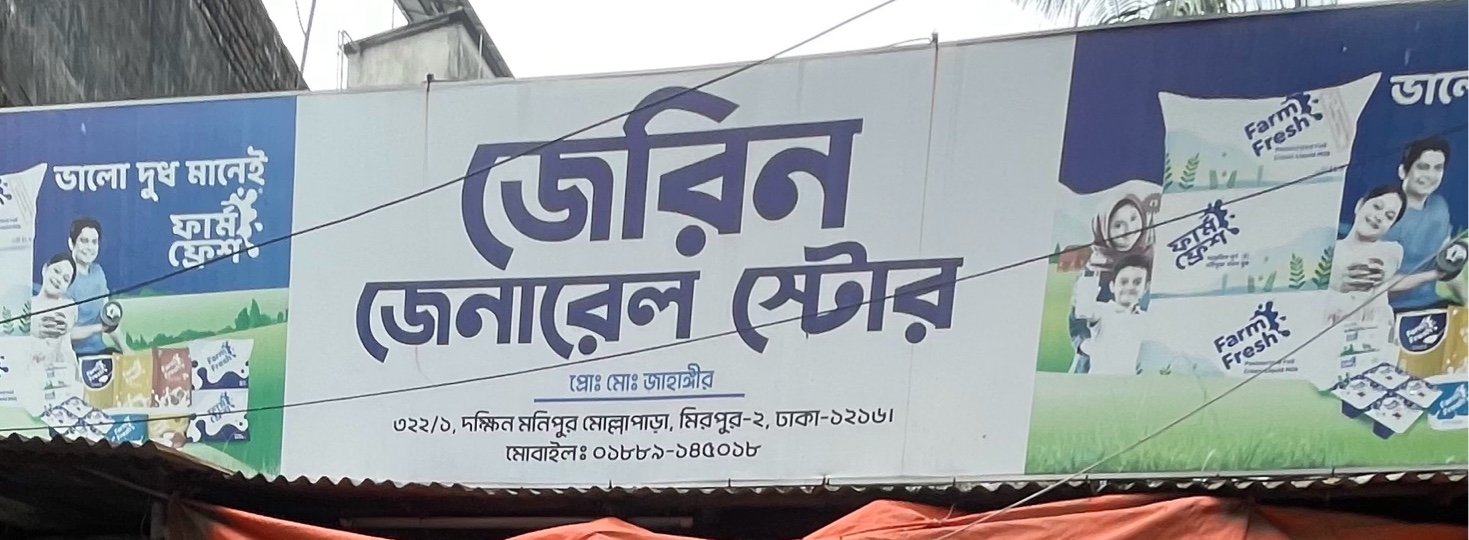 ভালো দুধ মানেই
ফার্ম
ফ্রেশ
জেরিন
জেনারেল স্টোর
প্রোঃ মোঃ জাহাঙ্গীর
৩২২/১, দক্ষিন মনিপুর মোল্লাপাড়া, মিরপুর-২, ঢাকা-১২১৬।
মোবাইলঃ ০১৮৮৯-১৪৫০১৮
Farm
Fresh
ফার্ম
ফ্রেশ
Farm
Fresh